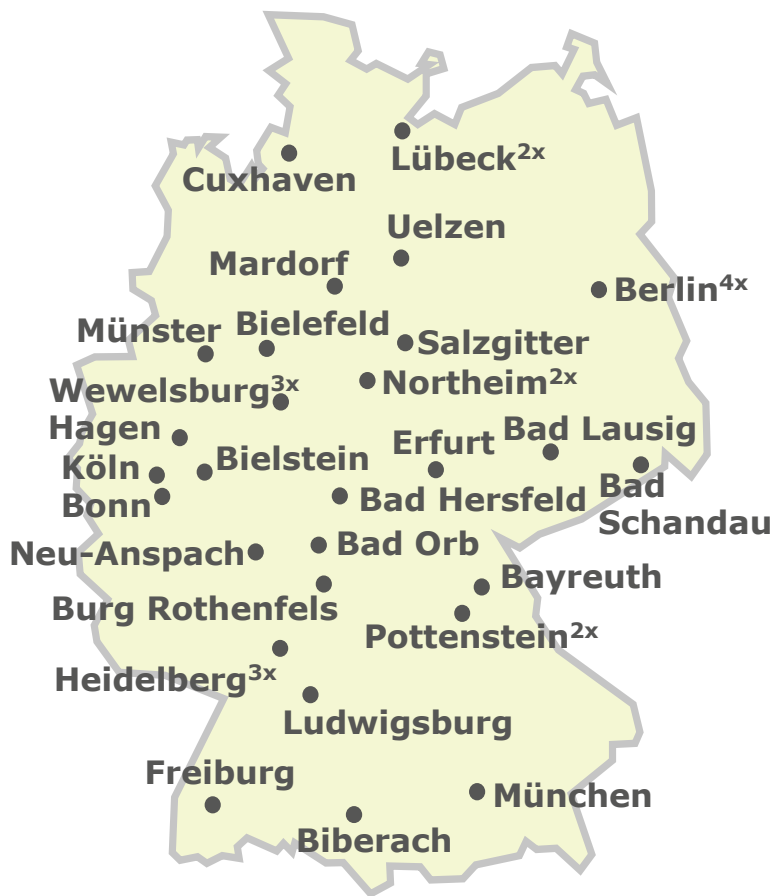 Lübeck2x
Cuxhaven
Uelzen
Mardorf
Berlin4x
Münster
Bielefeld
Salzgitter
Wewelsburg3x
Northeim2x
Hagen
Erfurt
Bad Lausig
Köln
Bielstein
Bonn
Bad Hersfeld
Bad
Schandau
Neu-Anspach
Bad Orb
Burg Rothenfels
Bayreuth
Pottenstein2x
Heidelberg3x
Ludwigsburg
Freiburg
München
Biberach